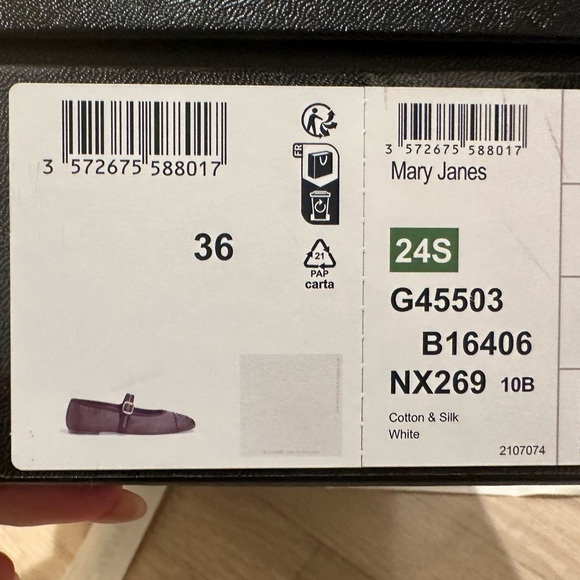 3 572675 588017
FR
36
21
PAP
carta
3 572675 588017
Mary Janes
24S
G45503
B16406
NX269 10B
Cotton & Silk
White
2107074